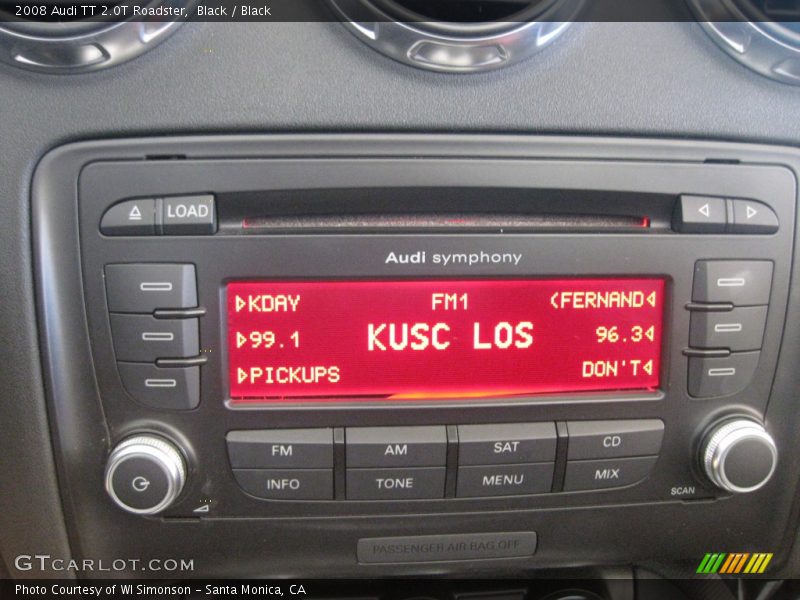 2008 Audi TT 2.0T Roadster,  Black / Black
LOAD
Audi symphony
KDAY FM1 (FERNAND
99.1 KUSC LOS 96.3
PICKUPS DON'T
FM AM SAT CD
INFO TONE MENU MIX
SCAN
PASSENGER AIR BAG OFF
GTCARLOT.COM
Photo Courtesy of WI Simonson - Santa Monica, CA